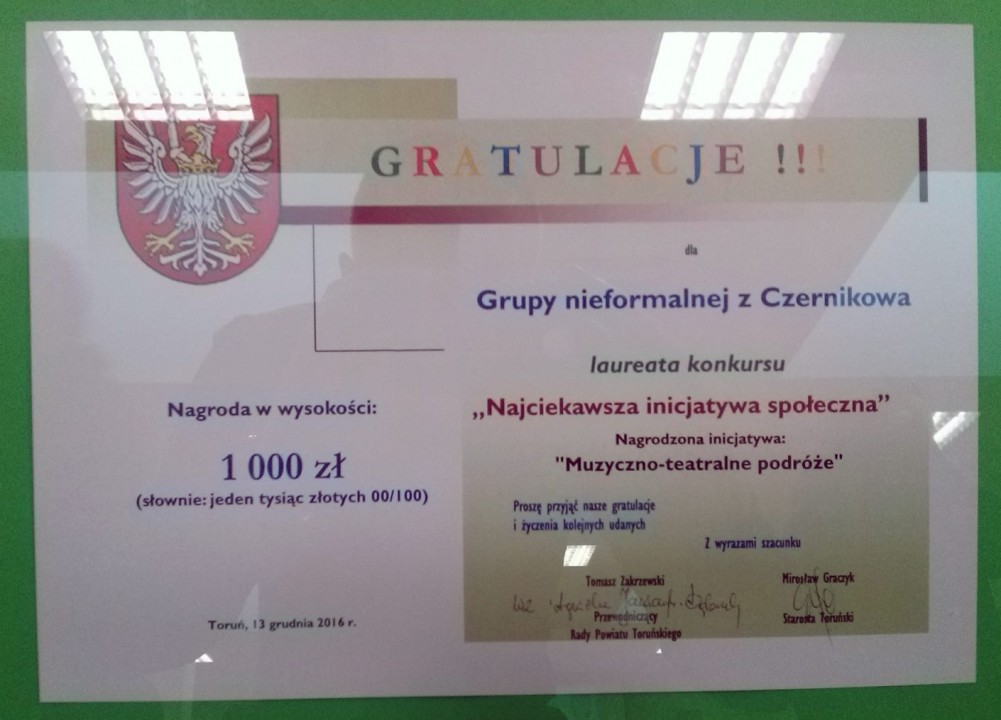 GRATULACJE !!!
dla
Grupy nieformalnej z Czernikowa
laureata konkursu
„Najciekawsza inicjatywa społeczna”
Nagrodzona inicjatywa:
"Muzyczno-teatralne podróże"
Nagroda w wysokości:
1 000 zł
(słownie: jeden tysiąc złotych 00/100)
Proszę przyjąć nasze gratulacje
i życzenia kolejnych udanych
Z wyrazami szacunku
Tomasz Zakrzewski
Przewodniczący
Rady Powiatu Toruńskiego
Mirosław Graczyk
Starosta Toruński
Toruń, 13 grudnia 2016 r.